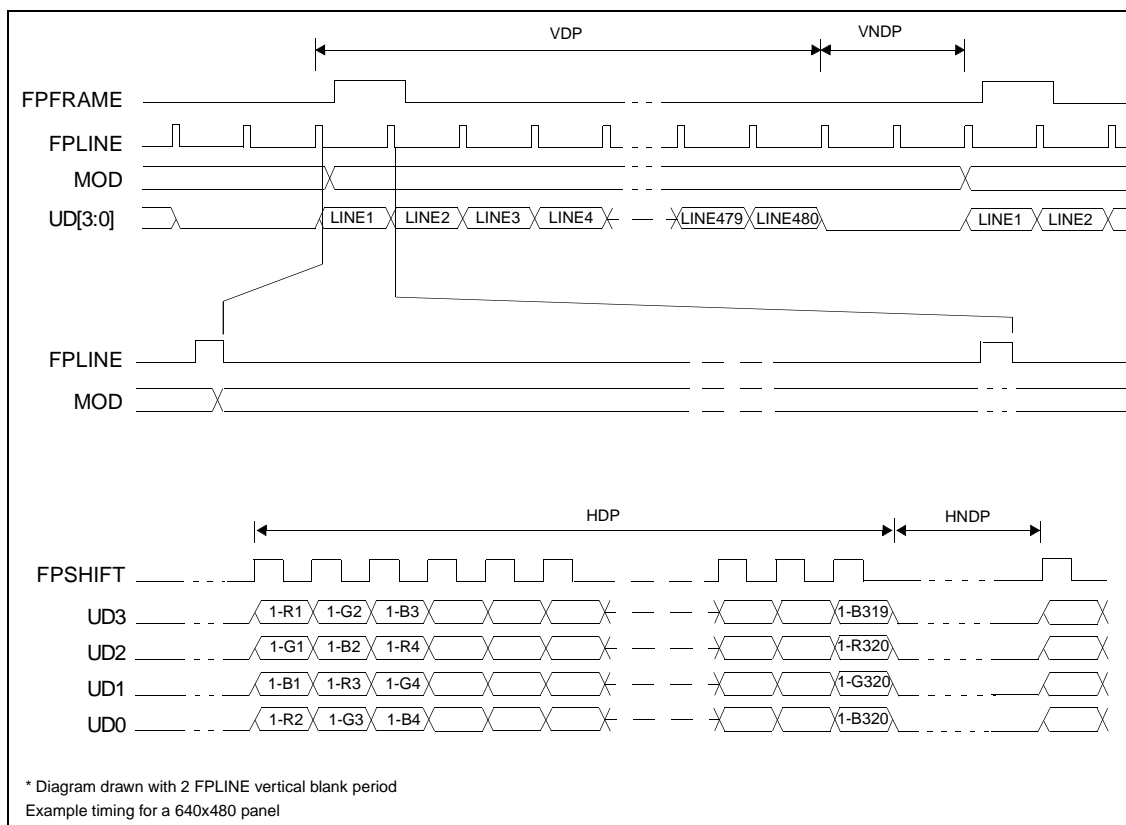 VDP VNDP
FPFRAME
FPLINE
MOD
UD[3:0] LINE1 LINE2 LINE3 LINE4 LINE479 LINE480 LINE1 LINE2
FPLINE
MOD
HDP HNDP
FPSHIFT
UD3 1-R1 1-G2 1-B3 1-B319
UD2 1-G1 1-B2 1-R4 1-R320
UD1 1-B1 1-R3 1-G4 1-G320
UD0 1-R2 1-G3 1-B4 1-B320
* Diagram drawn with 2 FPLINE vertical blank period
Example timing for a 640x480 panel